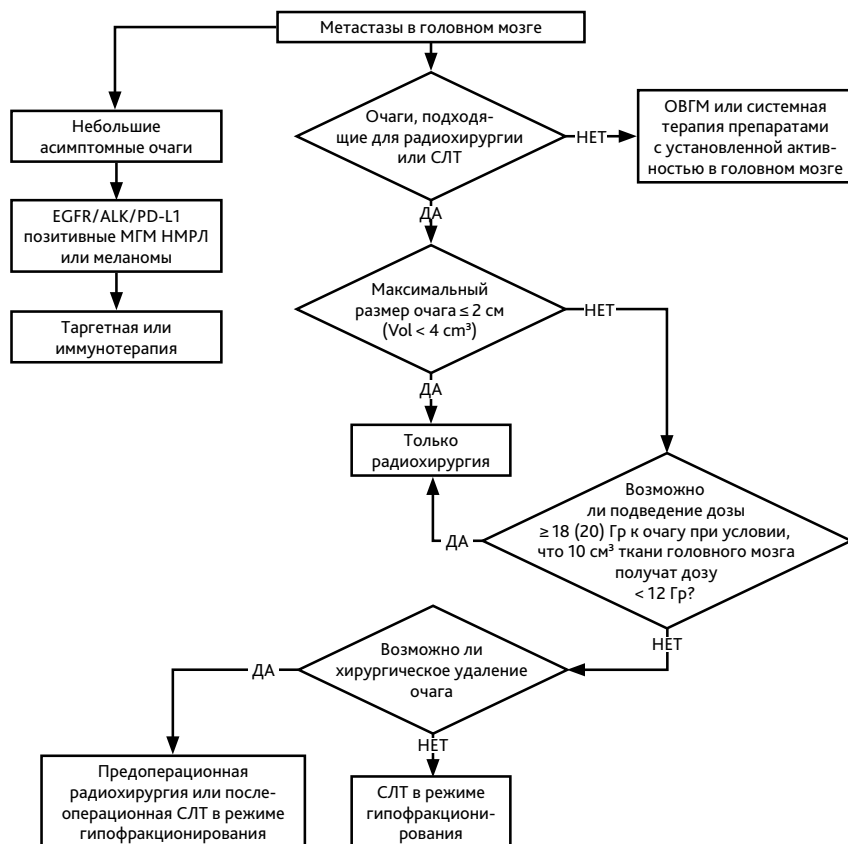 Метастазы в головном мозге
Небольшие
асимптомные очаги
EGFR/ALK/PD-L1
позитивные МГМ НМРЛ
или меланомы
Таргетная или
иммунотерапия
Очаги, подходя-
щие для радиохирургии
или СЛТ
НЕТ
ОВГМ или системная
терапия препаратами
с установленной актив-
ностью в головном мозге
ДА
Максимальный
размер очага ≤ 2 см
(Vol < 4 cm³)
НЕТ
ДА
Только
радиохирургия
Возможно
ли подведение дозы
≥ 18 (20) Гр к очагу при условии,
что 10 см³ ткани головного мозга
получат дозу
< 12 Гр?
ДА
НЕТ
Возможно ли
хирургическое удаление
очага
ДА
НЕТ
Предоперационная
радиохирургия или после-
операционная СЛТ в режиме
гипофракционирования
СЛТ в режиме
гипофракциони-
рования